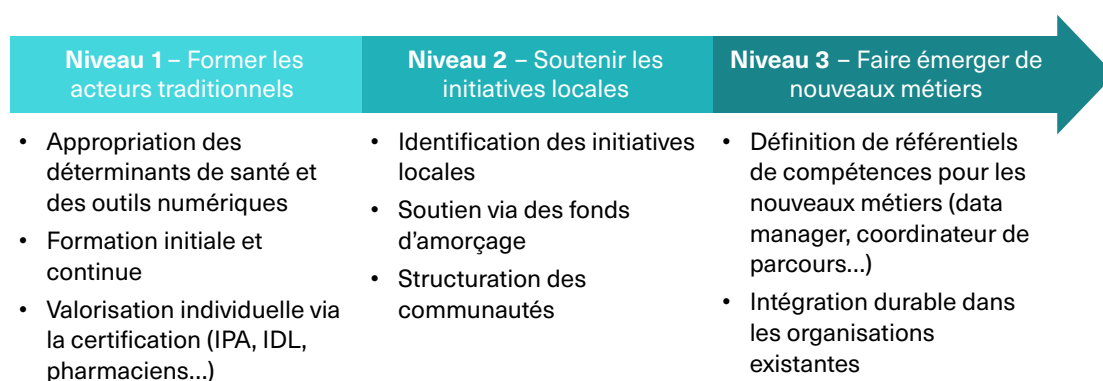 Niveau 1 – Former les
acteurs traditionnels
• Appropriation des
déterminants de santé et
des outils numériques
• Formation initiale et
continue
• Valorisation individuelle via
la certification (IPA, IDL,
pharmaciens...)
Niveau 2 – Soutenir les
initiatives locales
• Identification des initiatives
locales
• Soutien via des fonds
d'amorçage
• Structuration des
communautés
Niveau 3 – Faire émerger de
nouveaux métiers
• Définition de référentiels
de compétences pour les
nouveaux métiers (data
manager, coordinateur de
parcours...)
• Intégration durable dans
les organisations
existantes